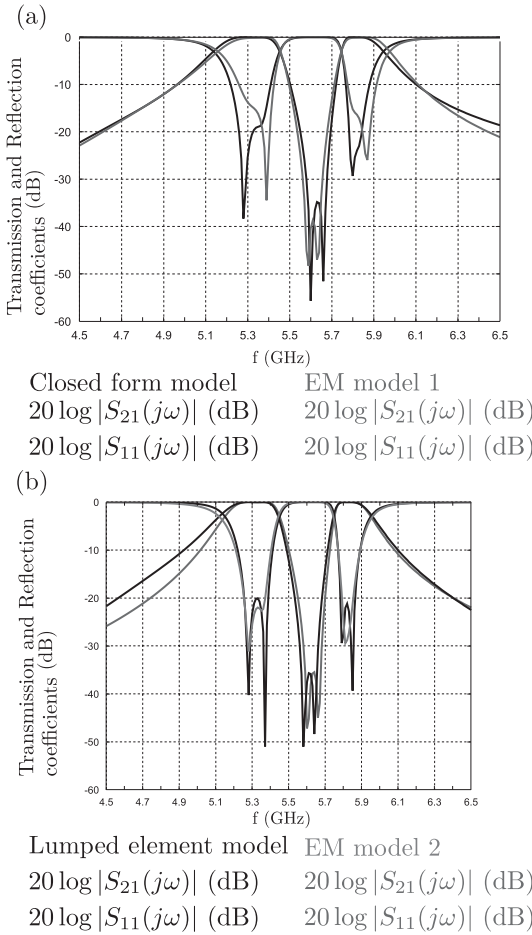 (a)
Transmission and Reflection
coefficients (dB)
0
-10
-20
-30
-40
-50
-60
4.5 4.7 4.9 5.1 5.3 5.5 5.7 5.9 6.1 6.3 6.5
f (GHz)
Closed form model EM model 1
20 log |S₂₁(jω)| (dB) 20 log |S₂₁(jω)| (dB)
20 log |S₁₁(jω)| (dB) 20 log |S₁₁(jω)| (dB)
(b)
Transmission and Reflection
coefficients (dB)
0
-10
-20
-30
-40
-50
-60
4.5 4.7 4.9 5.1 5.3 5.5 5.7 5.9 6.1 6.3 6.5
f (GHz)
Lumped element model EM model 2
20 log |S₂₁(jω)| (dB) 20 log |S₂₁(jω)| (dB)
20 log |S₁₁(jω)| (dB) 20 log |S₁₁(jω)| (dB)